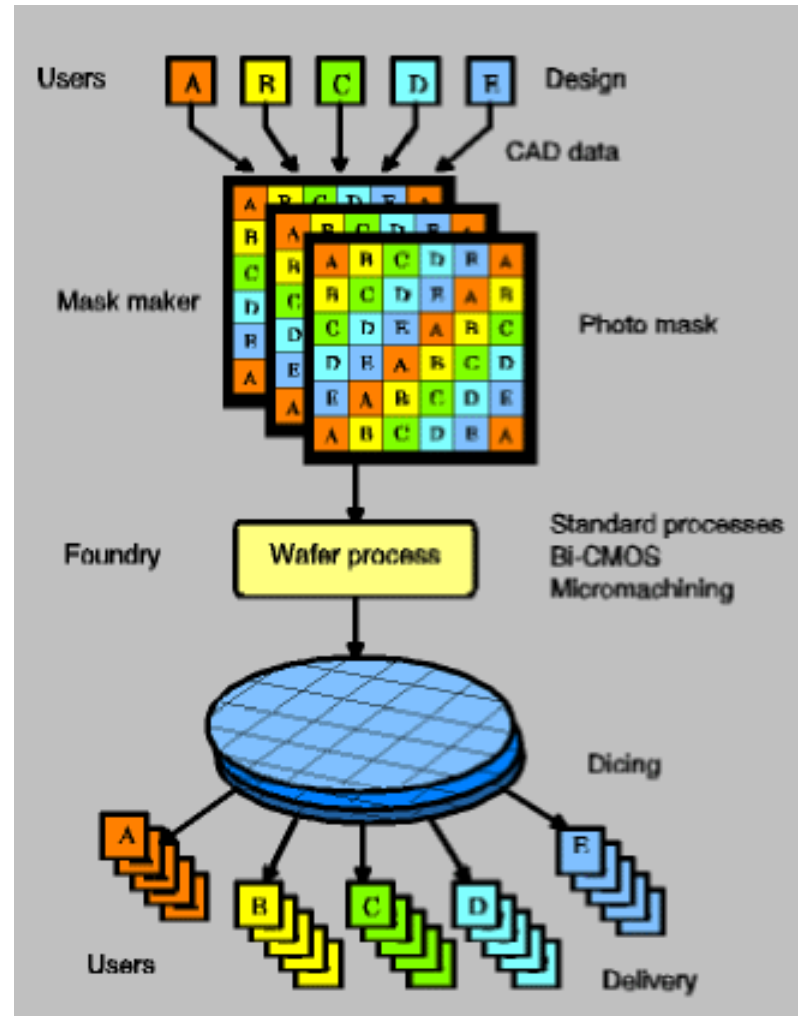 Users A B C D E Design
CAD data
A B C D E A
B
C
D
E
A
A B C D E A
B
C
D
E
A
Mask maker
A B C D E A
B C D E A B
C D E A B C
D E A B C D
E A B C D E
A B C D E A
Photo mask
Foundry
Wafer process
Standard processes
Bi-CMOS
Micromachining
Dicing
A
B
C
D
E
Users
Delivery